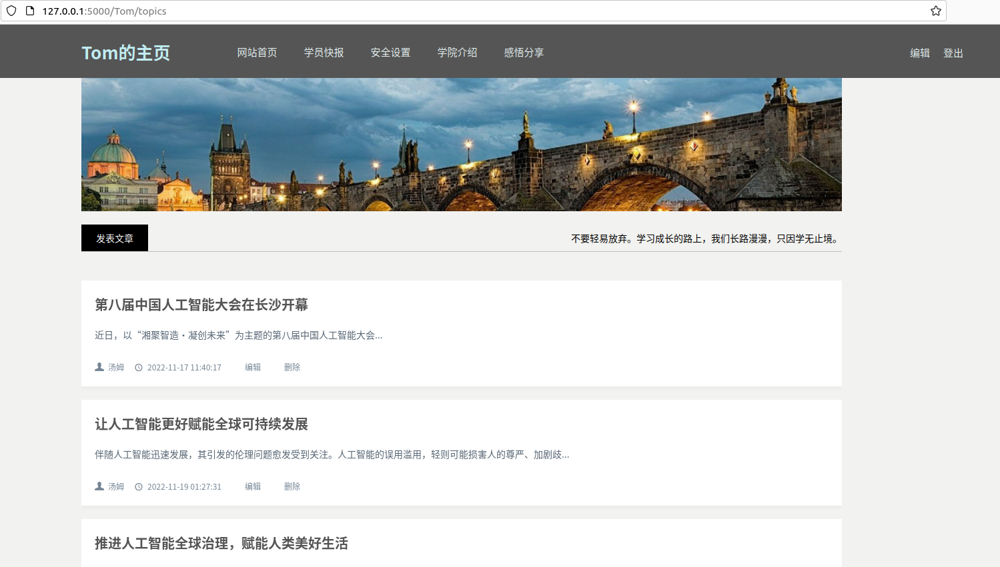 127.0.0.1:5000/Tom/topics
Tom的主页 网站首页 学员快报 安全设置 学院介绍 感悟分享 编辑 登出
发表文章 不要轻易放弃。学习成长的路上，我们长路漫漫，只因学无止境。
第八届中国人工智能大会在长沙开幕
近日，以“湘聚智造・凝创未来”为主题的第八届中国人工智能大会...
汤姆 2022-11-17 11:40:17 编辑 删除
让人工智能更好赋能全球可持续发展
伴随人工智能迅速发展，其引发的伦理问题愈发受到关注。人工智能的误用滥用，轻则可能损害人的尊严、加剧歧...
汤姆 2022-11-19 01:27:31 编辑 删除
推进人工智能全球治理，赋能人类美好生活